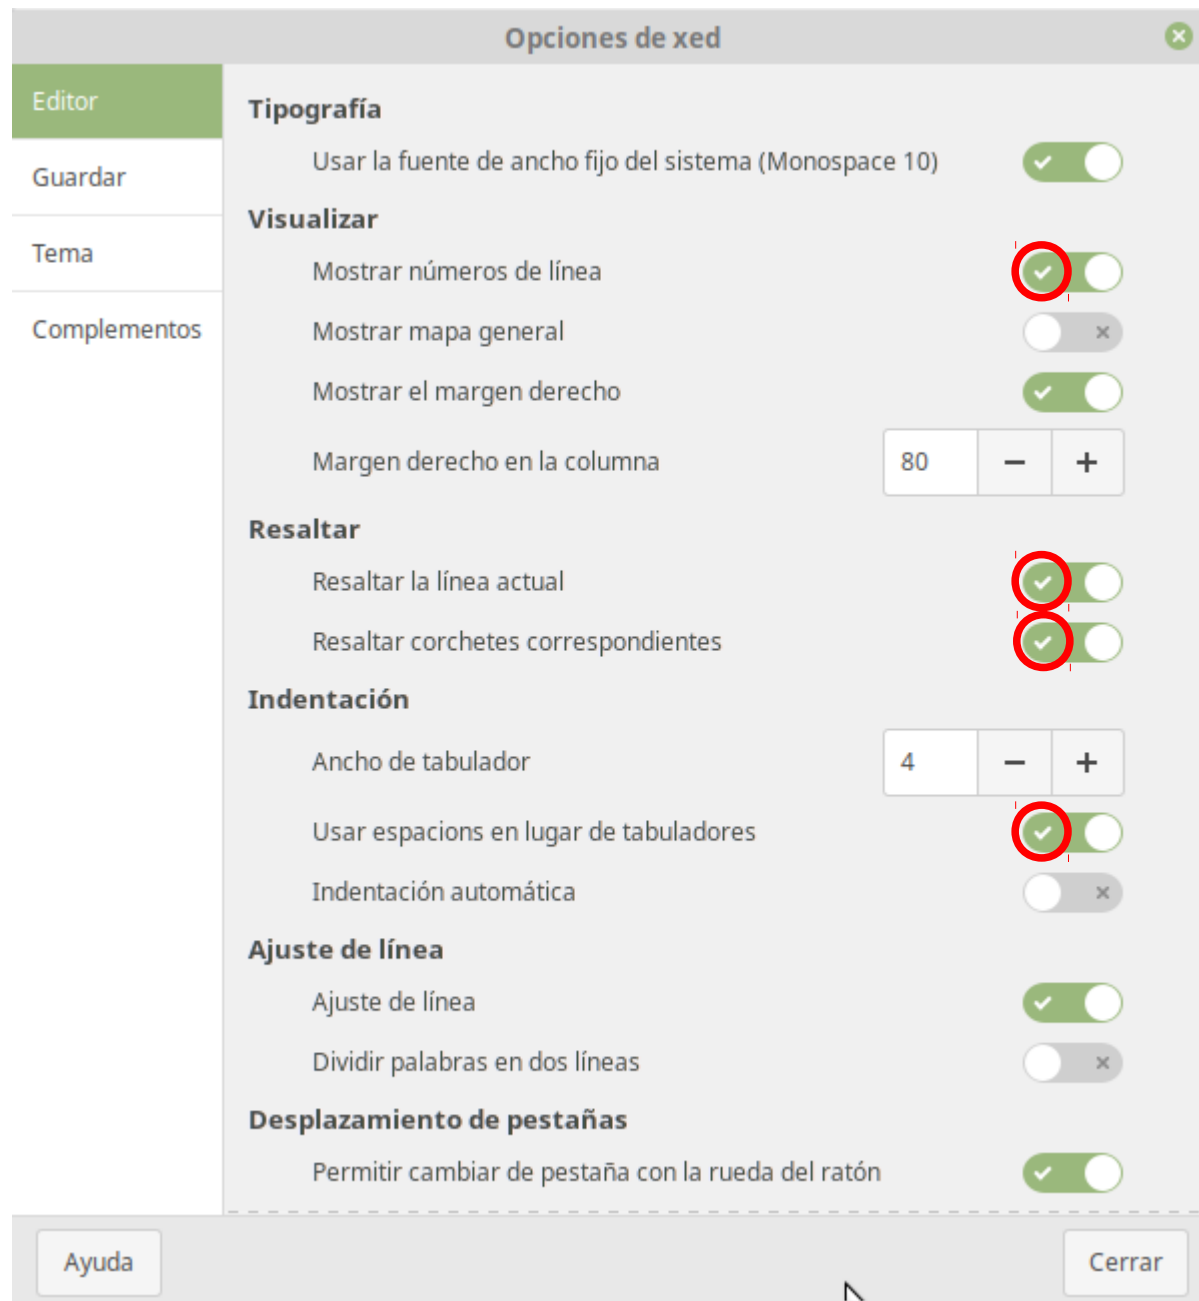 Opciones de xed
Editor
Guardar
Tema
Complementos
Tipografía
Usar la fuente de ancho fijo del sistema (Monospace 10)
Visualizar
Mostrar números de línea
Mostrar mapa general
Mostrar el margen derecho
Margen derecho en la columna 80 − +
Resaltar
Resaltar la línea actual
Resaltar corchetes correspondientes
Indentación
Ancho de tabulador 4 − +
Usar espacions en lugar de tabuladores
Indentación automática
Ajuste de línea
Ajuste de línea
Dividir palabras en dos líneas
Desplazamiento de pestañas
Permitir cambiar de pestaña con la rueda del ratón
Ayuda Cerrar